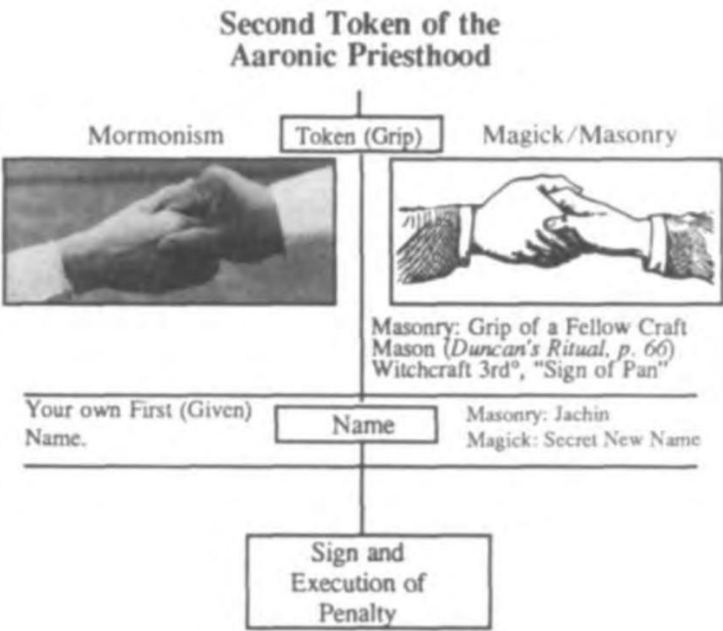 Second Token of the
Aaronic Priesthood
Mormonism
Token (Grip)
Magick/Masonry
Masonry: Grip of a Fellow Craft
Mason (Duncan's Ritual, p. 66)
Witchcraft 3rd°, "Sign of Pan"
Your own First (Given)
Name.
Name
Masonry: Jachin
Magick: Secret New Name
Sign and
Execution of
Penalty